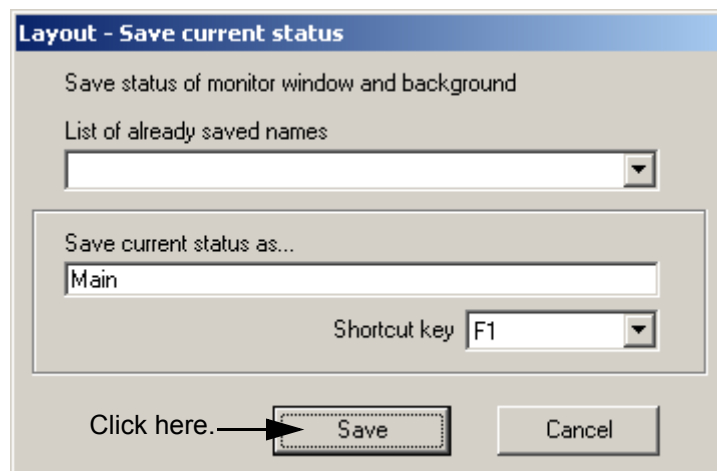 Layout - Save current status
Save status of monitor window and background
List of already saved names
Save current status as...
Main
Shortcut key F1
Click here. Save Cancel